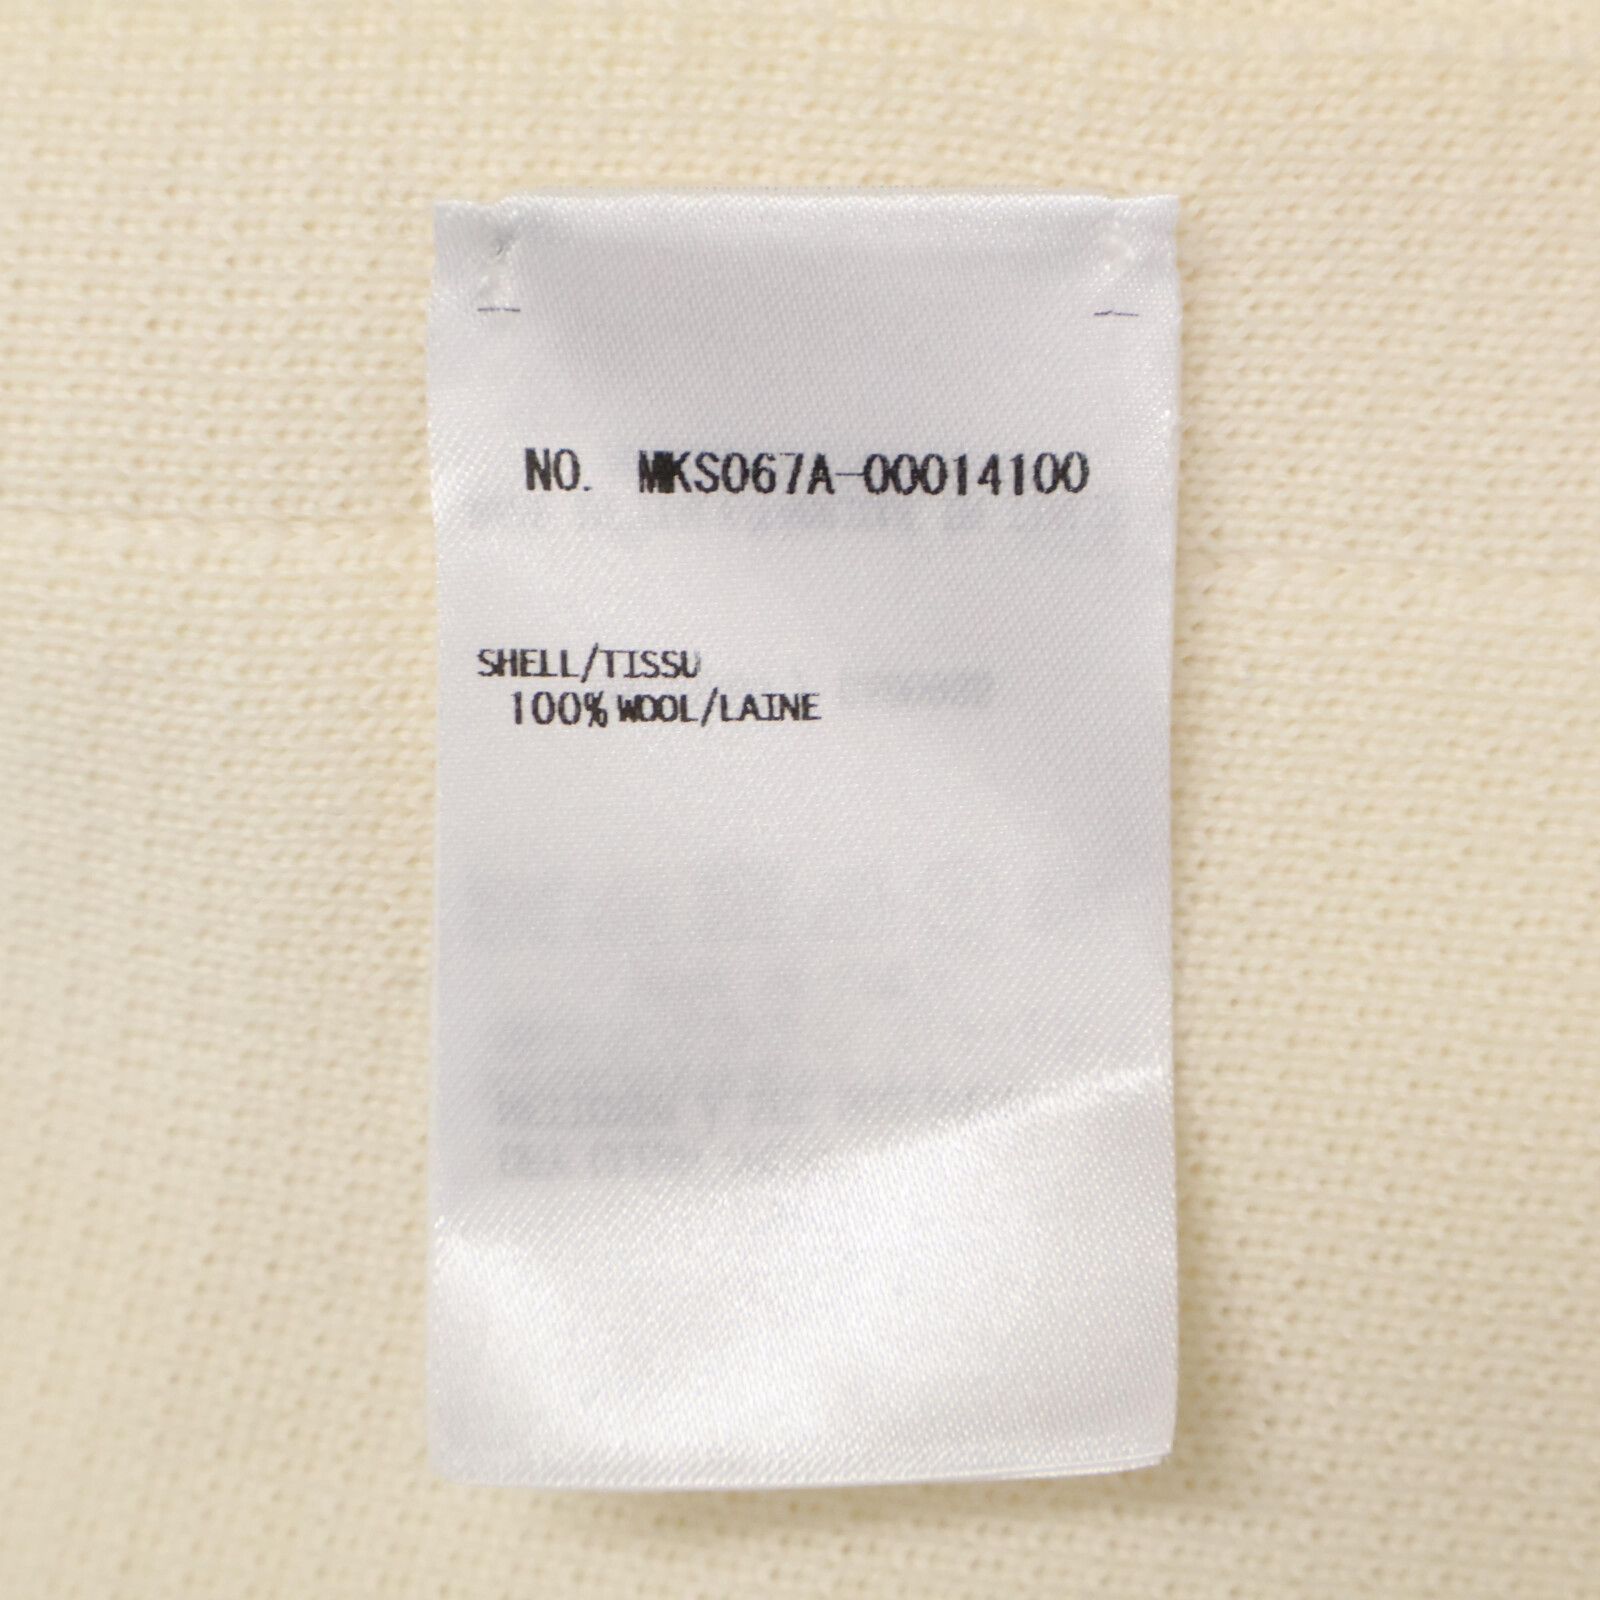 NO. MKS067A-00014100
SHELL/TISSU
100% WOOL/LAINE